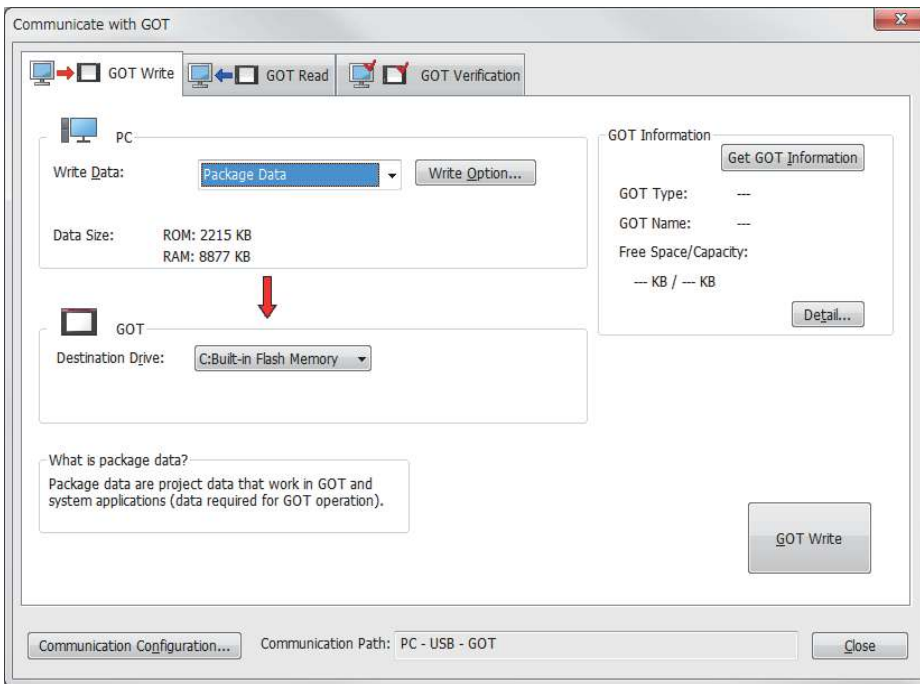 Communicate with GOT
GOT Write
GOT Read
GOT Verification
PC
Write Data:
Package Data
Write Option...
Data Size:
ROM: 2215 KB
RAM: 8877 KB
GOT
Destination Drive:
C:Built-in Flash Memory
What is package data?
Package data are project data that work in GOT and
system applications (data required for GOT operation).
GOT Information
Get GOT Information
GOT Type: ---
GOT Name: ---
Free Space/Capacity:
--- KB / --- KB
Detail...
GOT Write
Communication Configuration...
Communication Path: PC - USB - GOT
Close